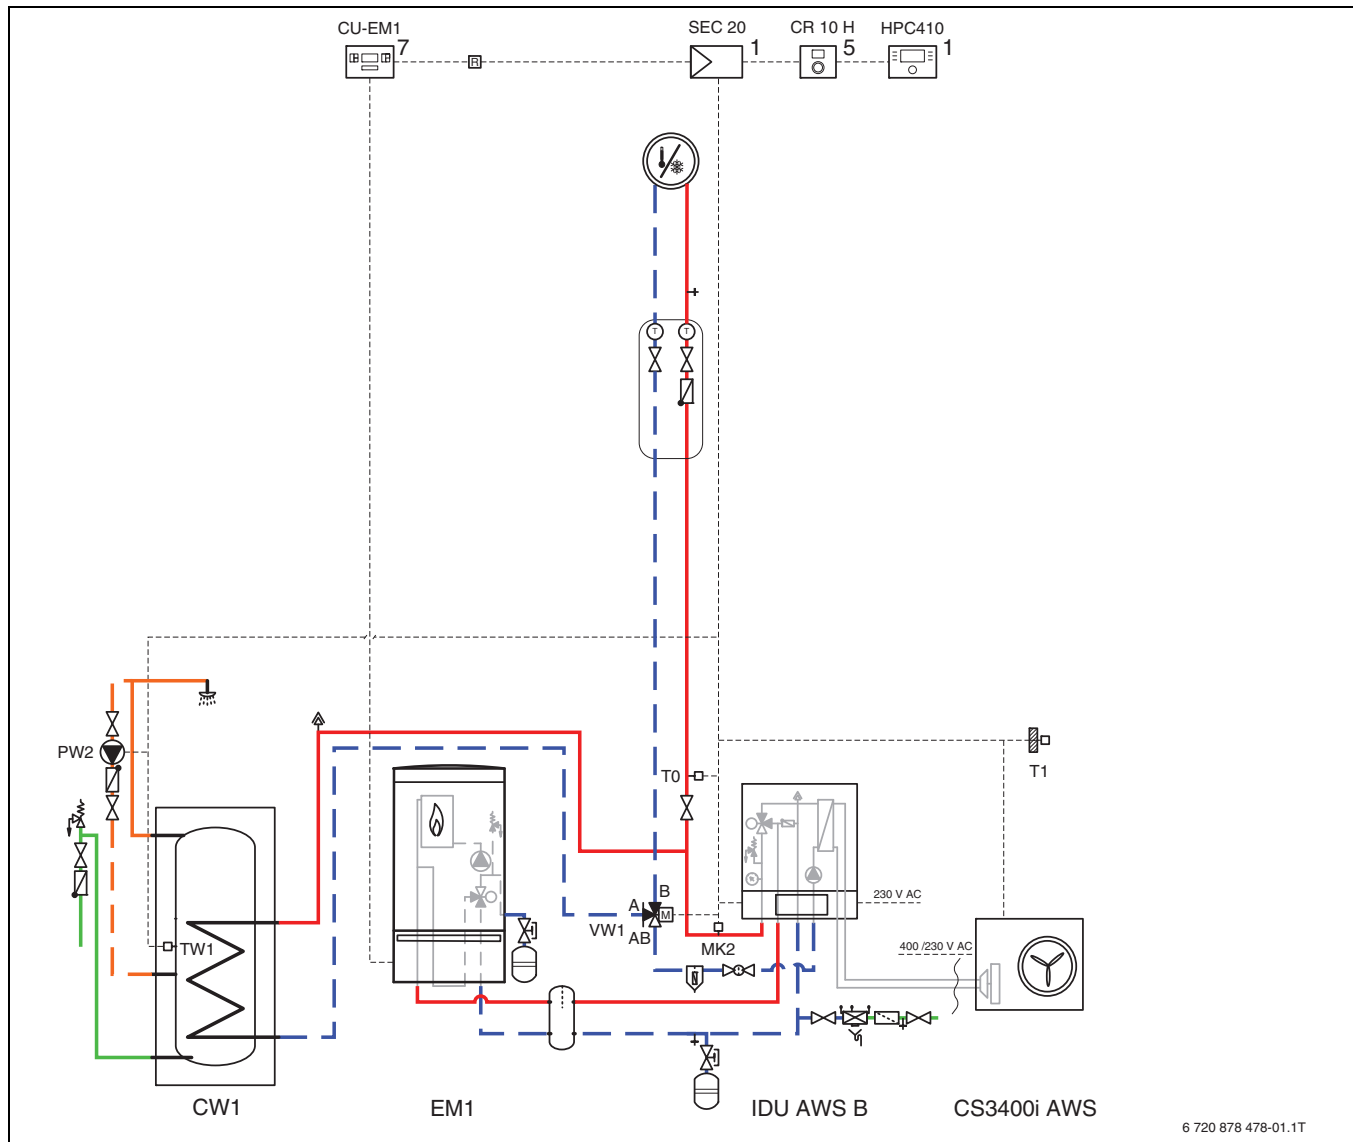 CU-EM1
SEC 20
CR 10 H
HPC410
7
1
5
1
R
T
T
PW2
T0
T1
B
A
M
VW1
AB
MK2
230 V AC
400 /230 V AC
TW1
CW1
EM1
IDU AWS B
CS3400i AWS
6 720 878 478-01.1T